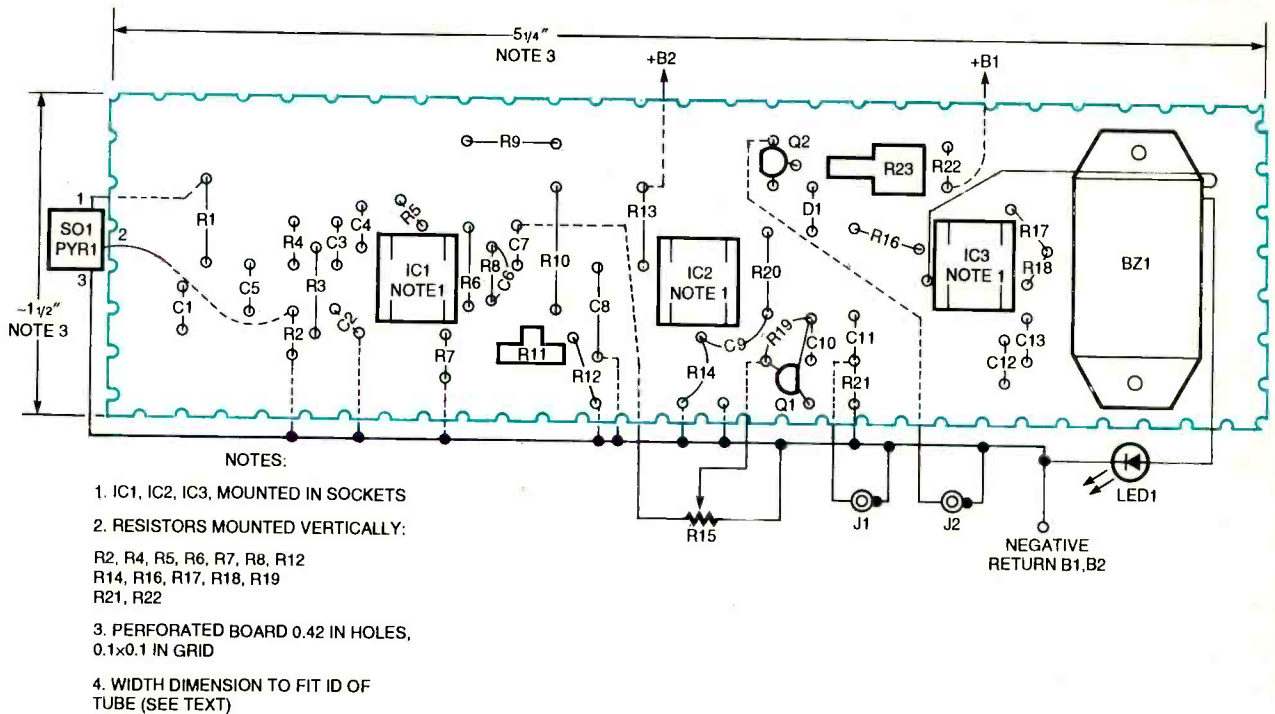 5 1/4"
NOTE 3
+B2
+B1
~1 1/2"
NOTE 3
SO1
PYR1
1
2
3
R1
C1
C5
R4
R2
R3
C3
C4
C2
R5
IC1
NOTE1
R7
R9
R6
R8
C6
C7
R10
R11
R12
C8
R13
IC2
NOTE 1
R14
C9
R20
R19
Q1
C10
Q2
D1
R23
R16
C11
R21
R22
IC3
NOTE 1
R17
R18
C12
C13
BZ1
R15
J1
J2
LED1
NEGATIVE
RETURN B1,B2
NOTES:
1. IC1, IC2, IC3, MOUNTED IN SOCKETS
2. RESISTORS MOUNTED VERTICALLY:
R2, R4, R5, R6, R7, R8, R12
R14, R16, R17, R18, R19
R21, R22
3. PERFORATED BOARD 0.42 IN HOLES,
0.1×0.1 IN GRID
4. WIDTH DIMENSION TO FIT ID OF
TUBE (SEE TEXT)